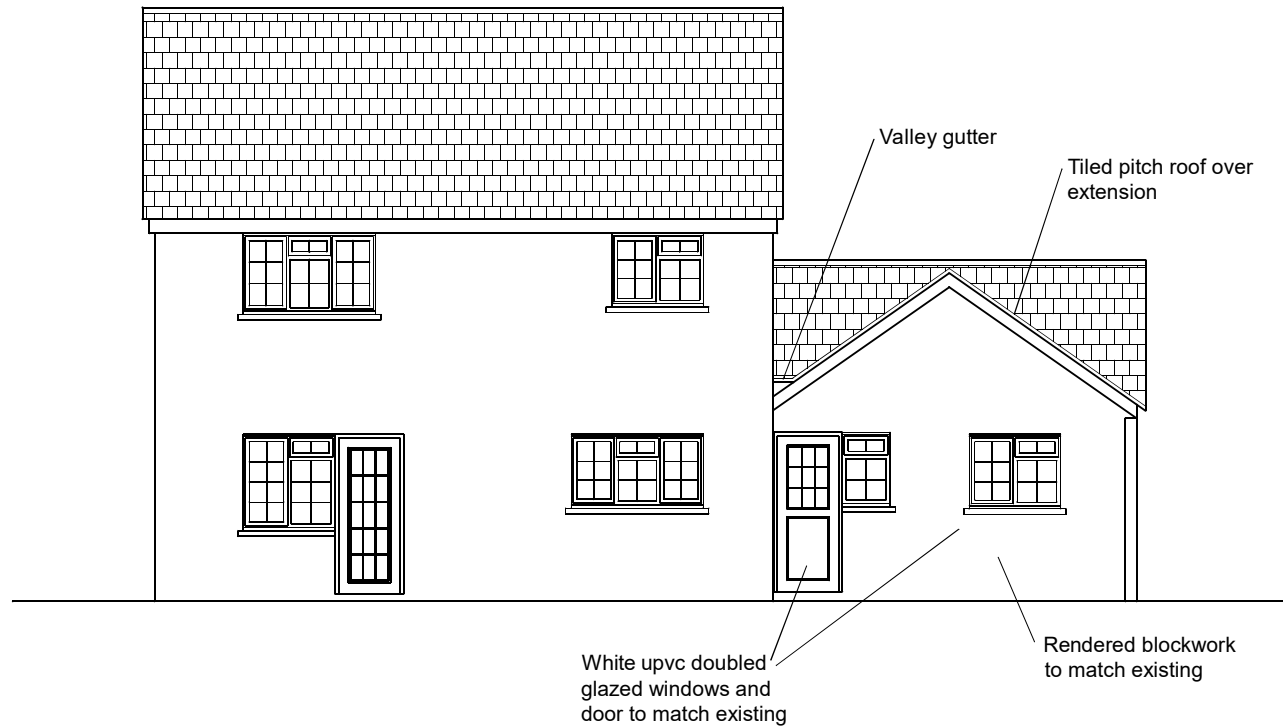 Valley gutter
Tiled pitch roof over
extension
White upvc doubled
glazed windows and
door to match existing
Rendered blockwork
to match existing